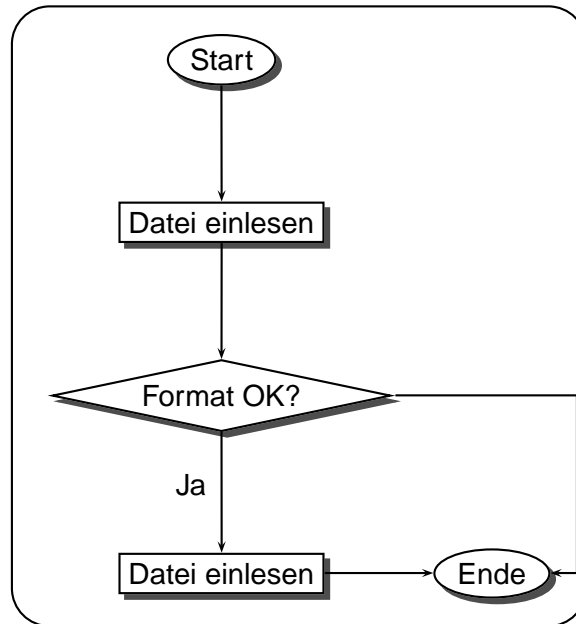 Start
Datei einlesen
Format OK?
Ja
Datei einlesen
Ende